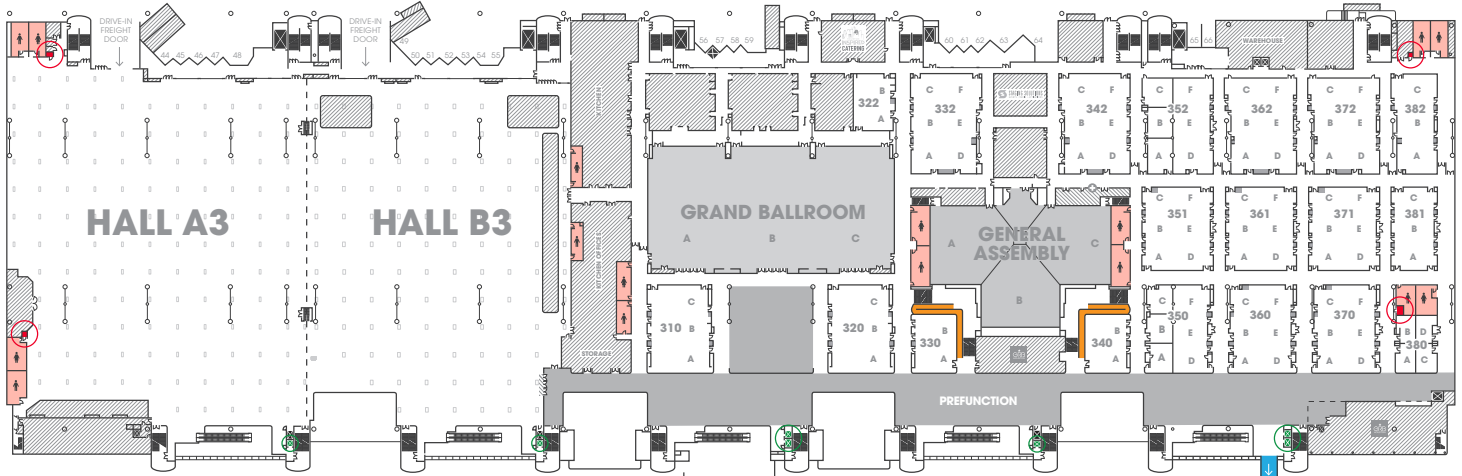 DRIVE-IN
FREIGHT
DOOR
DRIVE-IN
FREIGHT
DOOR
44 45 46 47 48
49
50 51 52 53 54 55
56 57 58 59
CATERING
60 61 62 63 64
65 66
WAREHOUSE
KITCHEN
322
B
A
332
C F
B E
A D
342
C F
B E
A D
352
C F
B E
A D
362
C F
B E
A D
372
C F
B E
A D
382
C
B
A
HALL A3
HALL B3
KITCHEN OFFICES
GRAND BALLROOM
A B C
GENERAL
ASSEMBLY
A
B
C
351
C F
B E
A D
361
C F
B E
A D
371
C F
B E
A D
381
C
B
A
310
C
B
A
320
C
B
A
330
B
A
340
B
A
350
C F
B
A E
D
360
C F
B E
A D
370
C F
B E
A D
380
B D
A C
STORAGE
PREFUNCTION